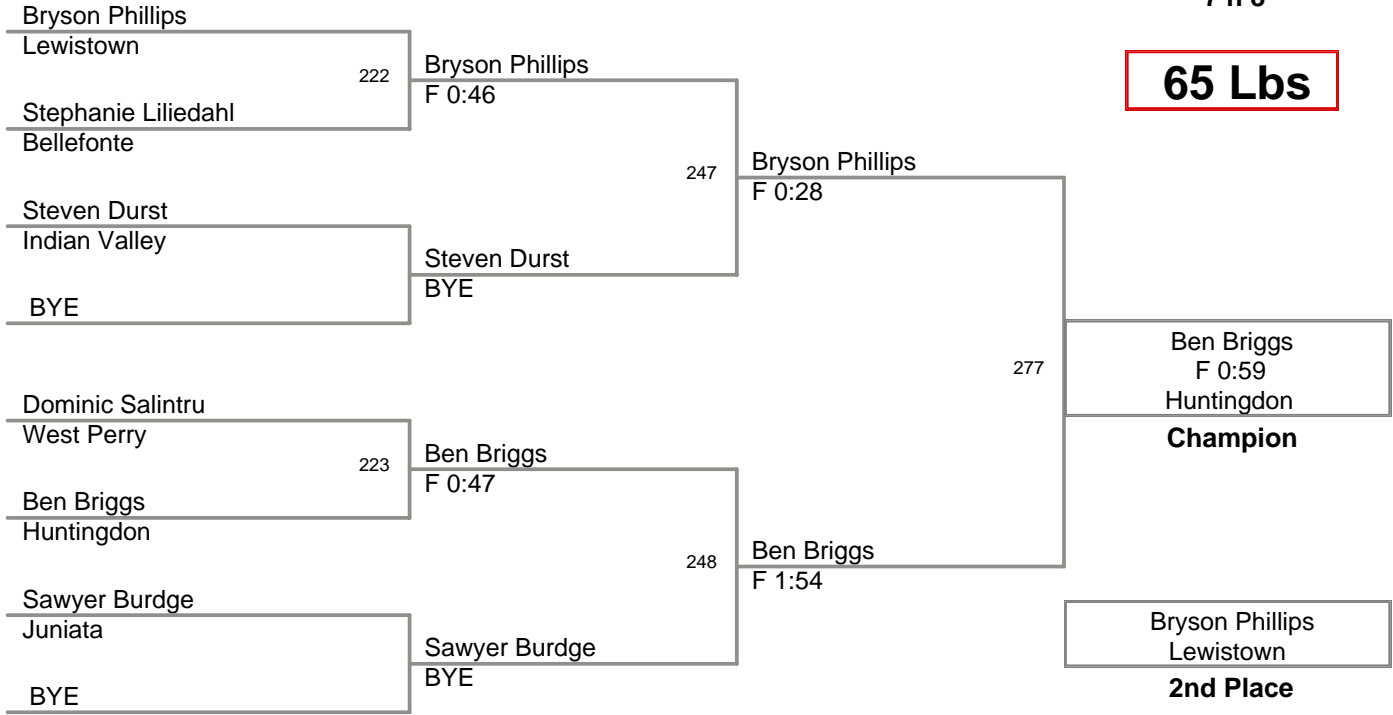 Bryson Phillips
Lewistown
222
Stephanie Liliedahl
Bellefonte
Steven Durst
Indian Valley
BYE
Dominic Salintru
West Perry
223
Ben Briggs
Huntingdon
Sawyer Burdge
Juniata
BYE
Bryson Phillips
F 0:46
247
Steven Durst
BYE
Ben Briggs
F 0:47
248
Sawyer Burdge
BYE
Bryson Phillips
F 0:28
277
Ben Briggs
F 1:54
65 Lbs
Ben Briggs
F 0:59
Huntingdon
Champion
Bryson Phillips
Lewistown
2nd Place